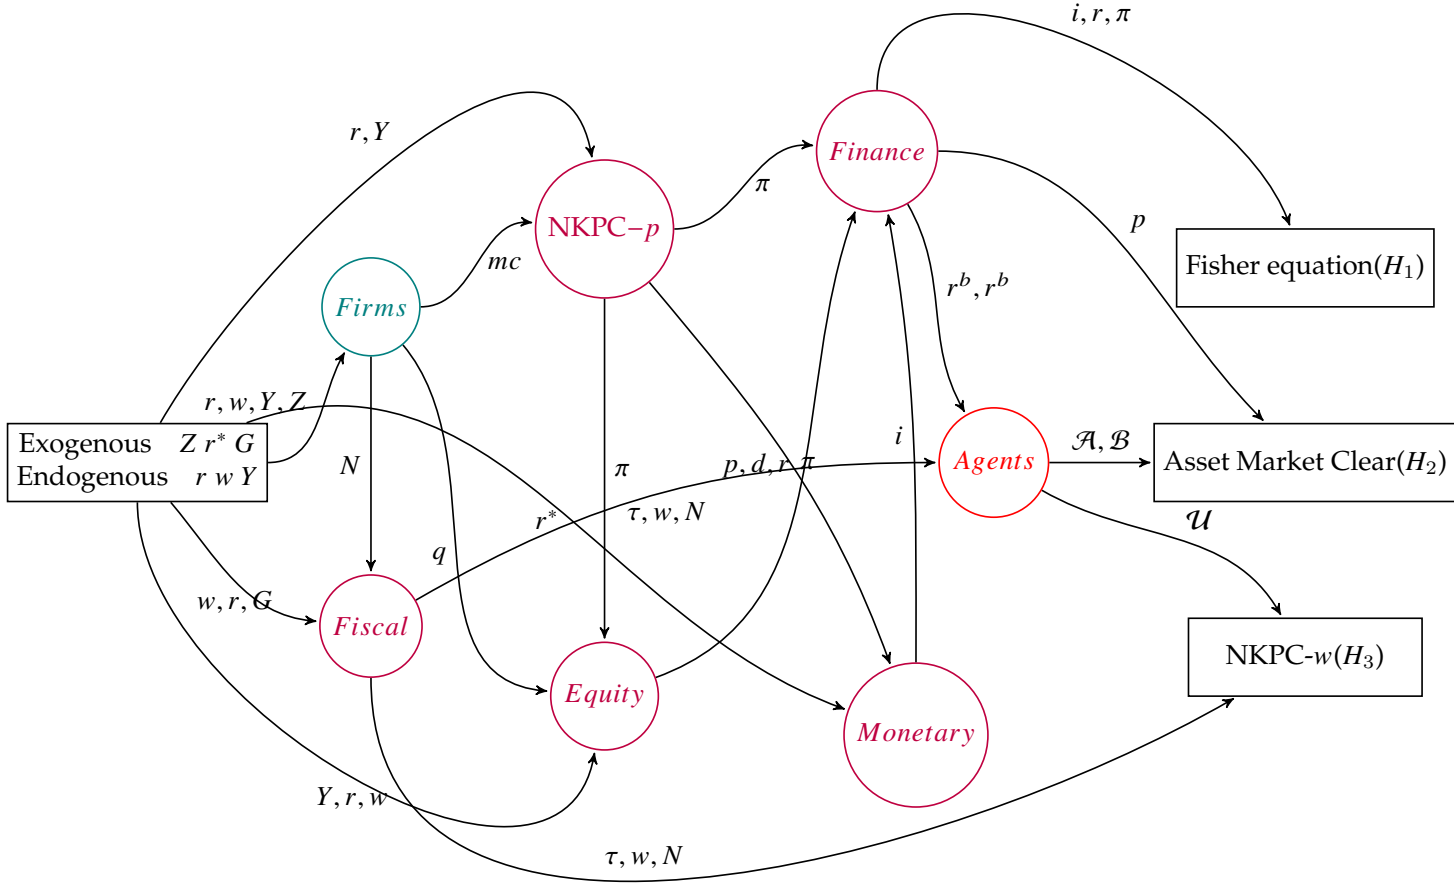 i, r, π
r, Y
Finance
π
p
NKPC−p
mc
Fisher equation(H₁)
r^b, r^b
Firms
r, w, Y, Z
Exogenous Z r* G
Endogenous r w Y
i
𝒜, ℬ
N
π
p, d, r, π
Agents
Asset Market Clear(H₂)
τ, w, N
r*
𝒰
q
w, r, G
Fiscal
NKPC-w(H₃)
Equity
Monetary
Y, r, w
τ, w, N